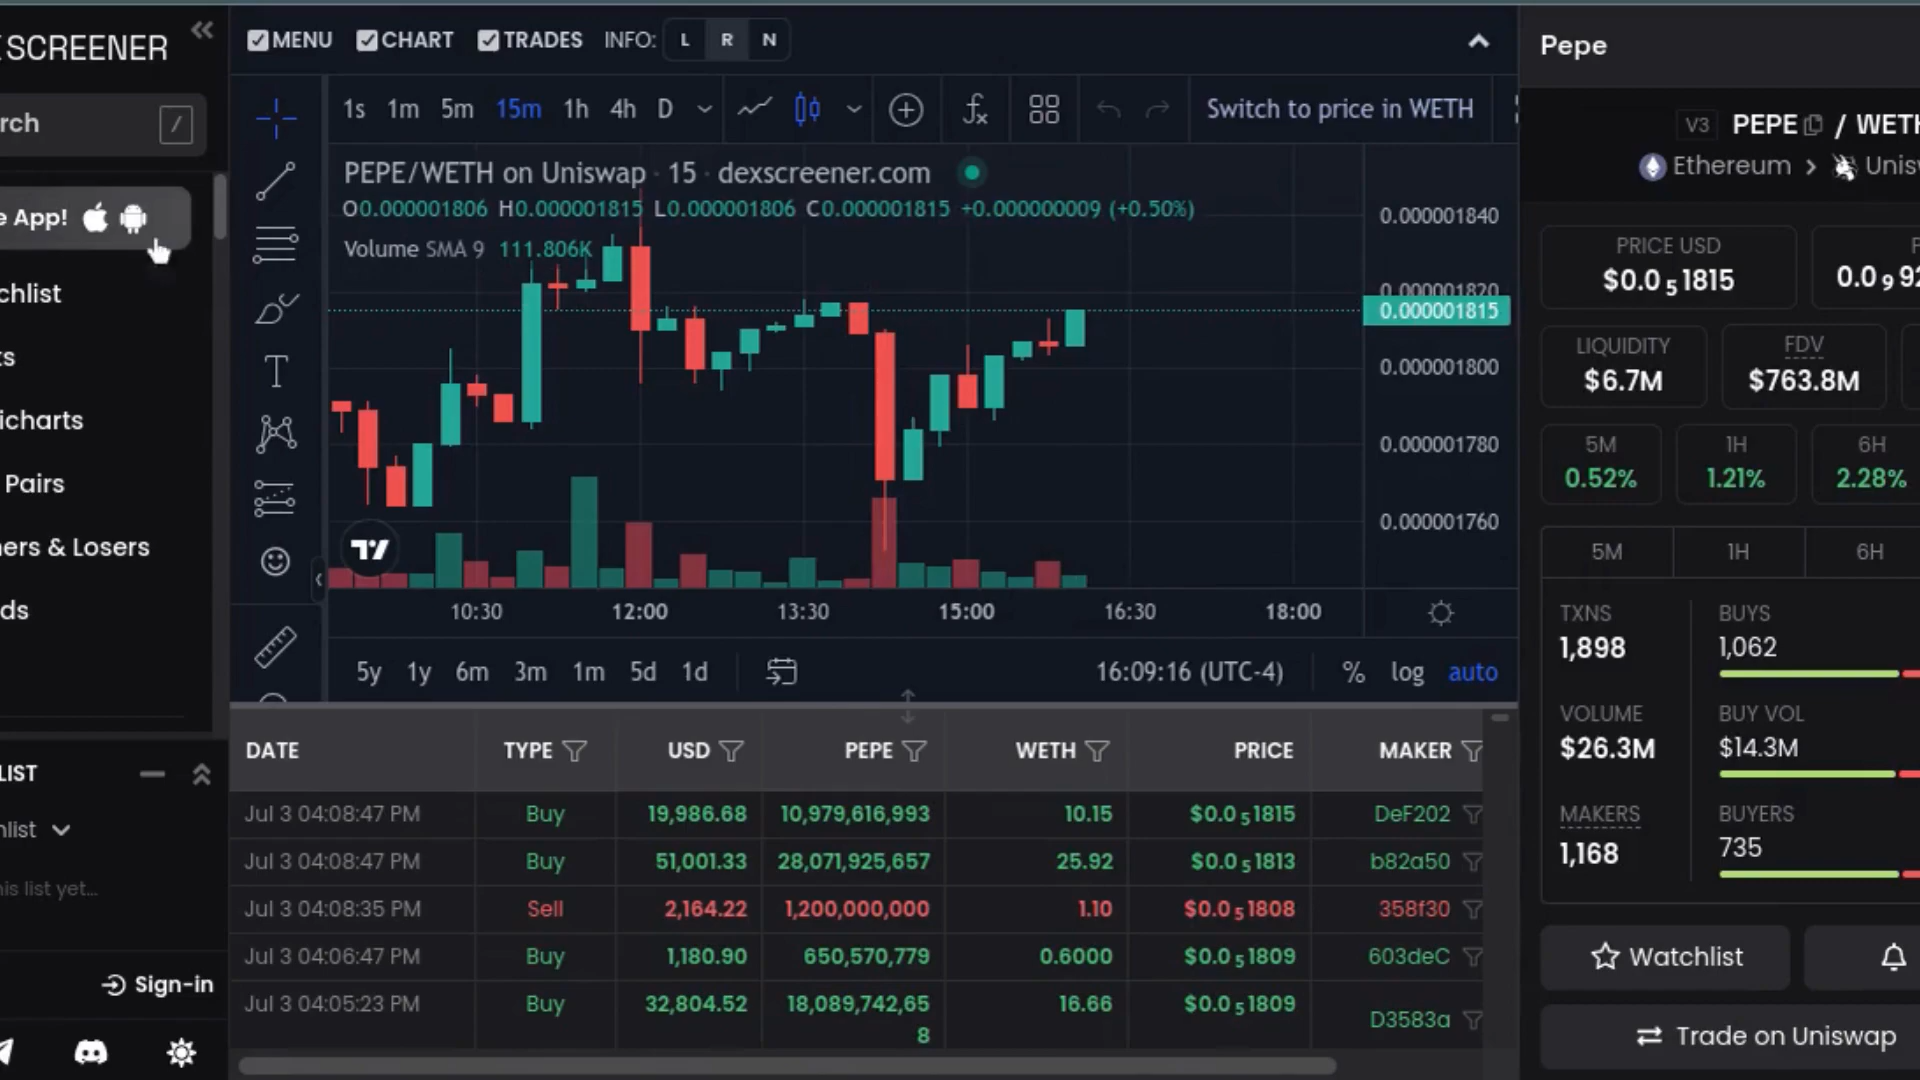 SCREENER
rch
/
e App!
chlist
ts
icharts
Pairs
ners & Losers
ds
LIST
hlist
his list yet...
Sign-in
MENU CHART TRADES INFO: L R N
1s 1m 5m 15m 1h 4h D Switch to price in WETH
PEPE/WETH on Uniswap · 15 · dexscreener.com
O0.000001806 H0.000001815 L0.000001806 C0.000001815 +0.000000009 (+0.50%)
Volume SMA 9 111.806K
0.000001840
0.000001820
0.000001815
0.000001800
0.000001780
0.000001760
10:30 12:00 13:30 15:00 16:30 18:00
5y 1y 6m 3m 1m 5d 1d 16:09:16 (UTC-4) % log auto
DATE TYPE USD PEPE WETH PRICE MAKER
Jul 3 04:08:47 PM Buy 19,986.68 10,979,616,993 10.15 $0.0₅1815 DeF202
Jul 3 04:08:47 PM Buy 51,001.33 28,071,925,657 25.92 $0.0₅1813 b82a50
Jul 3 04:08:35 PM Sell 2,164.22 1,200,000,000 1.10 $0.0₅1808 358f30
Jul 3 04:06:47 PM Buy 1,180.90 650,570,779 0.6000 $0.0₅1809 603deC
Jul 3 04:05:23 PM Buy 32,804.52 18,089,742,65 16.66 $0.0₅1809 D3583a
8
Pepe
V3 PEPE / WETH
Ethereum > Unisw
PRICE USD
$0.0₅1815 0.0₉92
LIQUIDITY FDV
$6.7M $763.8M
5M 1H 6H
0.52% 1.21% 2.28%
5M 1H 6H
TXNS BUYS
1,898 1,062
VOLUME BUY VOL
$26.3M $14.3M
MAKERS BUYERS
1,168 735
Watchlist
Trade on Uniswap